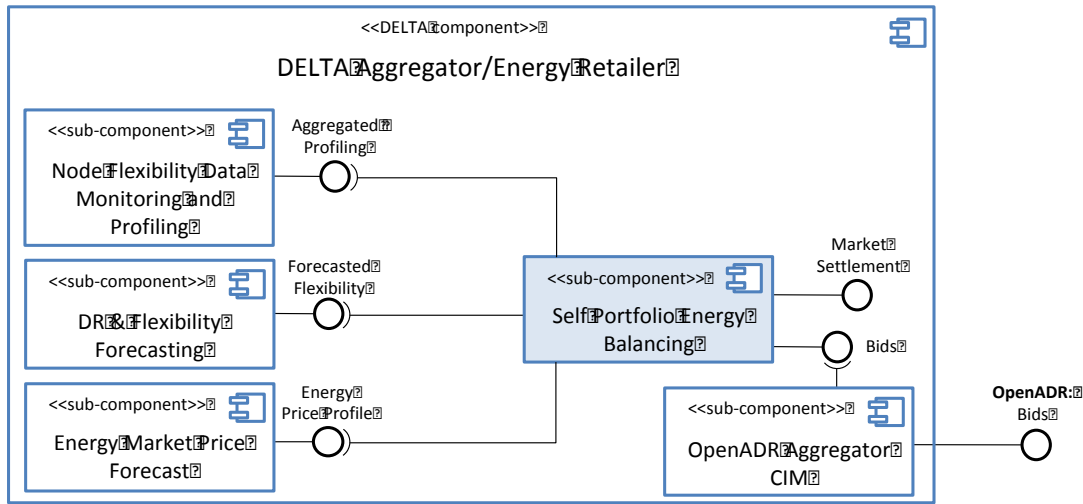 <<DELTA component>>
DELTA Aggregator/Energy Retailer
<<sub-component>>
Node Flexibility Data
Monitoring and
Profiling
Aggregated
Profiling
<<sub-component>>
DR & Flexibility
Forecasting
Forecasted
Flexibility
<<sub-component>>
Energy Market Price
Forecast
Energy
Price Profile
<<sub-component>>
Self Portfolio Energy
Balancing
Market
Settlement
Bids
<<sub-component>>
OpenADR Aggregator
CIM
OpenADR:
Bids